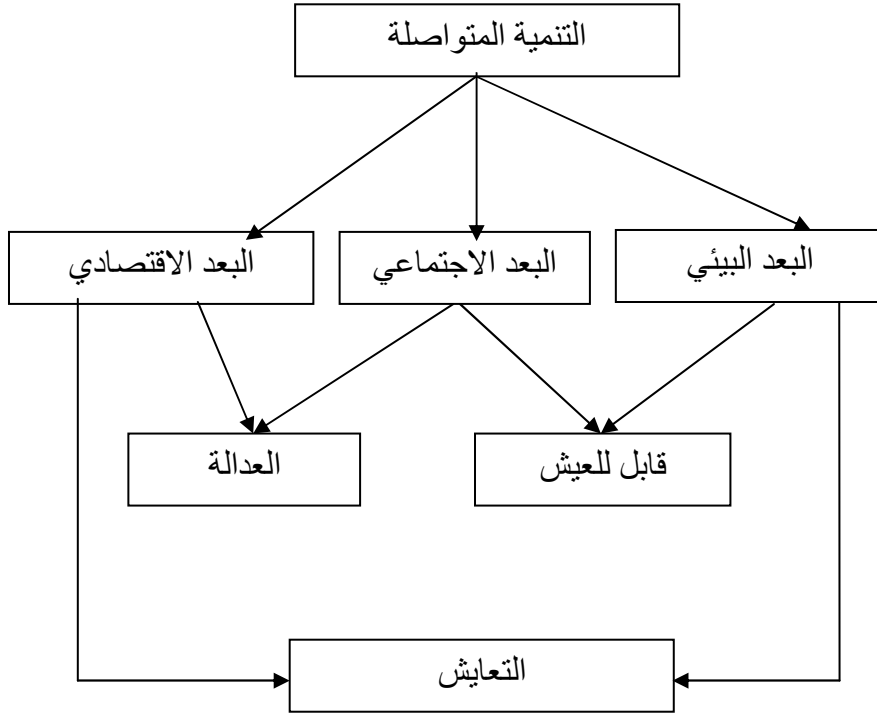 التنمية المتواصلة
البعد البيئي
البعد الاجتماعي
البعد الاقتصادي
قابل للعيش
العدالة
التعايش